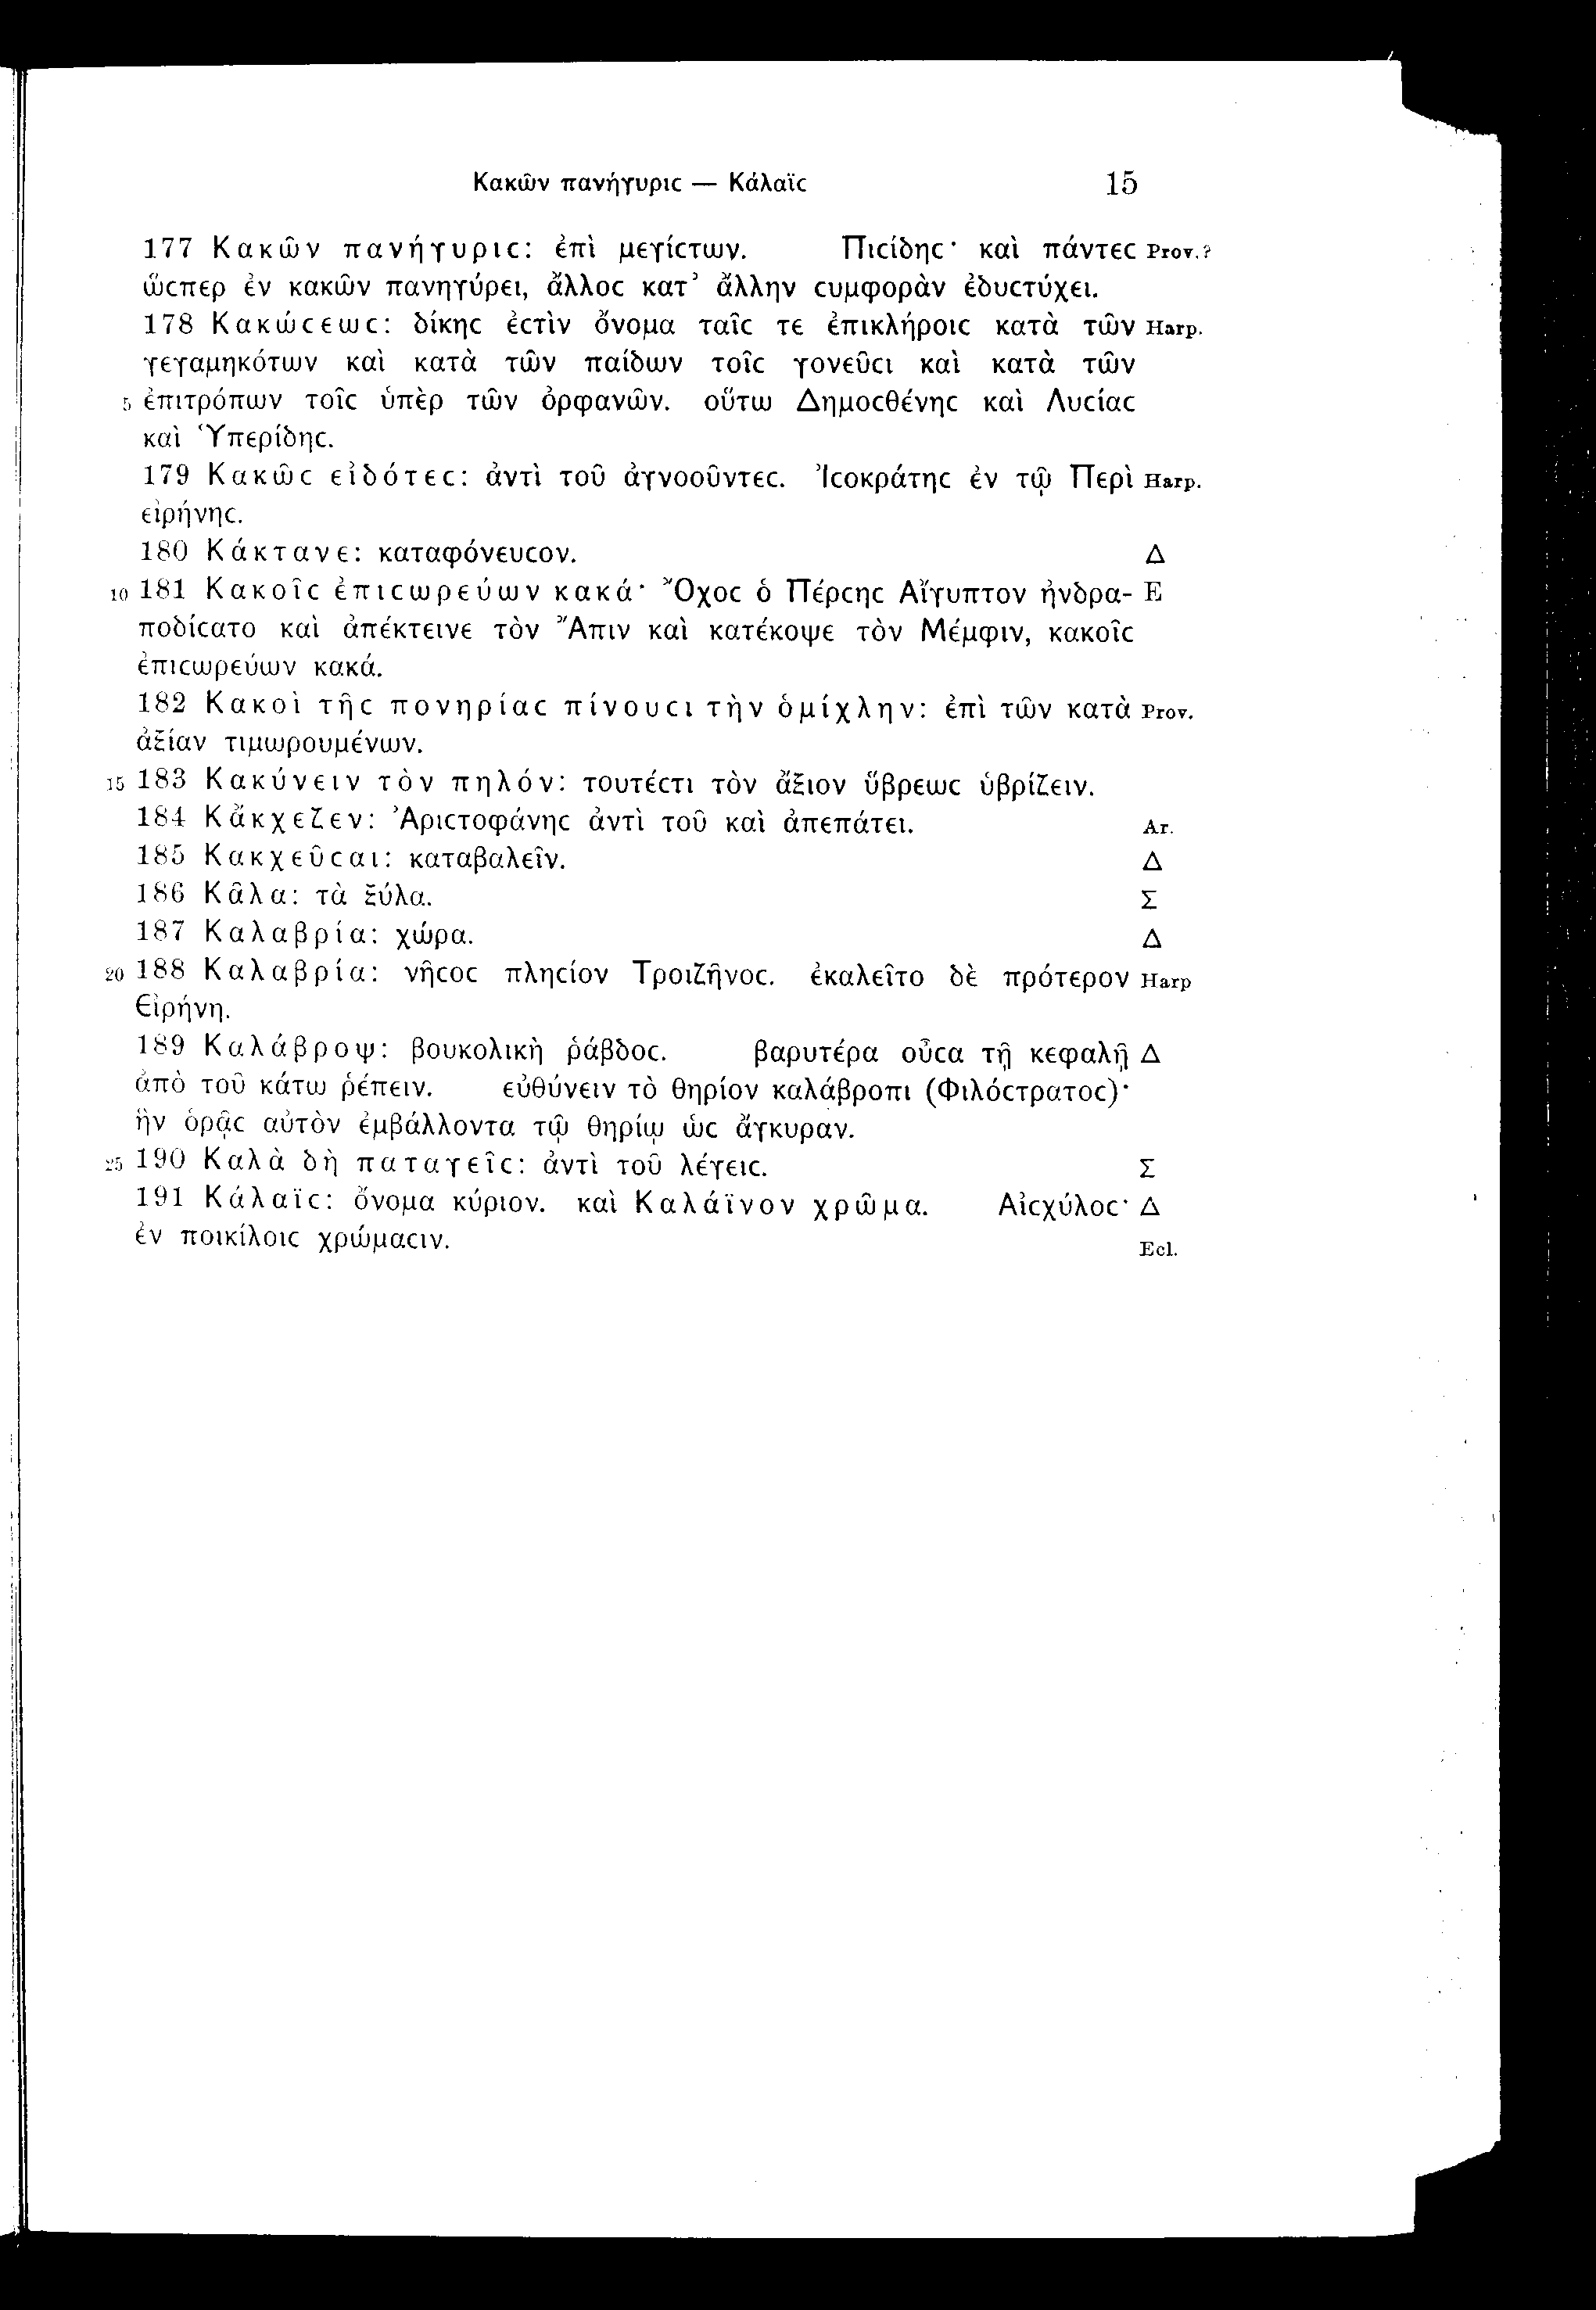 Κακῶν πανήγυριϲ — Κάλαϊϲ 15
177 Κακῶν πανήγυριϲ: ἐπὶ μεγίϲτων. Πιϲίδηϲ· καὶ πάντεϲ Prov.?
ὥϲπερ ἐν κακῶν πανηγύρει, ἄλλοϲ κατ’ ἄλλην ϲυμφορὰν ἐδυϲτύχει.
178 Κακώϲεωϲ: δίκηϲ ἐϲτὶν ὄνομα ταῖϲ τε ἐπικλήροιϲ κατὰ τῶν Harp.
γεγαμηκότων καὶ κατὰ τῶν παίδων τοῖϲ γονεῦϲι καὶ κατὰ τῶν
5 ἐπιτρόπων τοῖϲ ὑπὲρ τῶν ὀρφανῶν. οὕτω Δημοϲθένηϲ καὶ Λυϲίαϲ
καὶ Ὑπερίδηϲ.
179 Κακῶϲ εἰδότεϲ: ἀντὶ τοῦ ἀγνοοῦντεϲ. Ἰϲοκράτηϲ ἐν τῷ Περὶ Harp.
εἰρήνηϲ.
180 Κάκτανε: καταφόνευϲον. Δ
10 181 Κακοῖϲ ἐπιϲωρεύων κακά· Ὦχοϲ ὁ Πέρϲηϲ Αἴγυπτον ἠνδρα- Ε
ποδίϲατο καὶ ἀπέκτεινε τὸν Ἄπιν καὶ κατέκοψε τὸν Μέμφιν, κακοῖϲ
ἐπιϲωρεύων κακά.
182 Κακοὶ τῆϲ πονηρίαϲ πίνουϲι τὴν ὁμίχλην: ἐπὶ τῶν κατὰ Prov.
ἀξίαν τιμωρουμένων.
15 183 Κακύνειν τὸν πηλόν: τουτέϲτι τὸν ἄξιον ὕβρεωϲ ὑβρίζειν.
184 Κἄκχεζεν: Ἀριϲτοφάνηϲ ἀντὶ τοῦ καὶ ἀπεπάτει. Ar.
185 Κακχεῦϲαι: καταβαλεῖν. Δ
186 Κᾶλα: τὰ ξύλα. Σ
187 Καλαβρία: χώρα. Δ
20 188 Καλαβρία: νῆϲοϲ πληϲίον Τροιζῆνοϲ. ἐκαλεῖτο δὲ πρότερον Harp
Εἰρήνη.
189 Καλάβροψ: βουκολικὴ ῥάβδοϲ. βαρυτέρα οὖϲα τῇ κεφαλῇ Δ
ἀπὸ τοῦ κάτω ῥέπειν. εὐθύνειν τὸ θηρίον καλάβροπι (Φιλόϲτρατοϲ)·
ἣν ὁρᾷϲ αὐτὸν ἐμβάλλοντα τῷ θηρίῳ ὡϲ ἄγκυραν.
25 190 Καλὰ δὴ παταγεῖϲ: ἀντὶ τοῦ λέγειϲ. Σ
191 Κάλαϊϲ: ὄνομα κύριον. καὶ Καλάϊνον χρῶμα. Αἰϲχύλοϲ· Δ
ἐν ποικίλοιϲ χρώμαϲιν. Ecl.